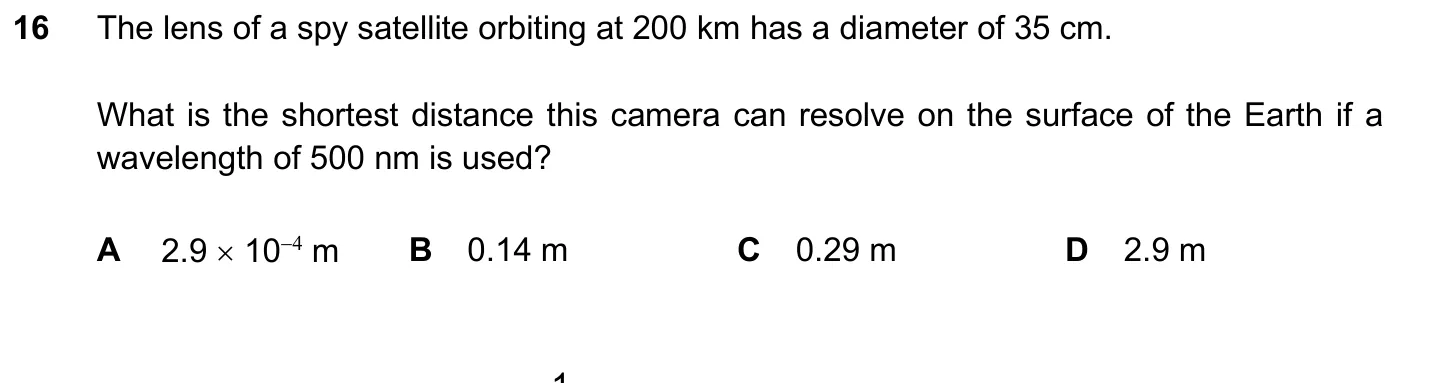 16 The lens of a spy satellite orbiting at 200 km has a diameter of 35 cm.
What is the shortest distance this camera can resolve on the surface of the Earth if a
wavelength of 500 nm is used?
A 2.9 × 10⁻⁴ m B 0.14 m C 0.29 m D 2.9 m